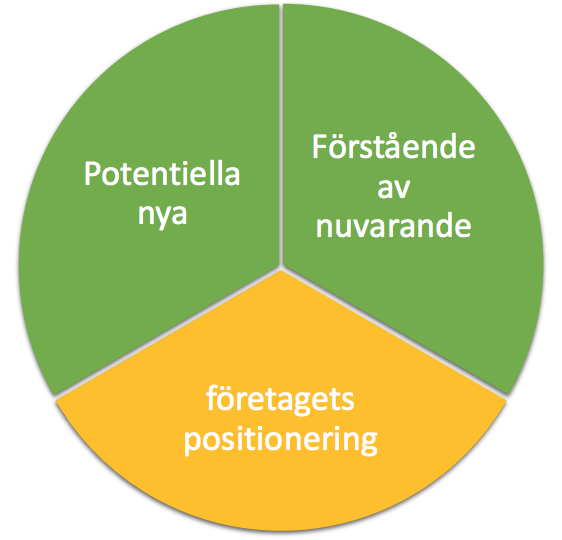 Potentiella
nya
Förstående
av
nuvarande
företagets
positionering